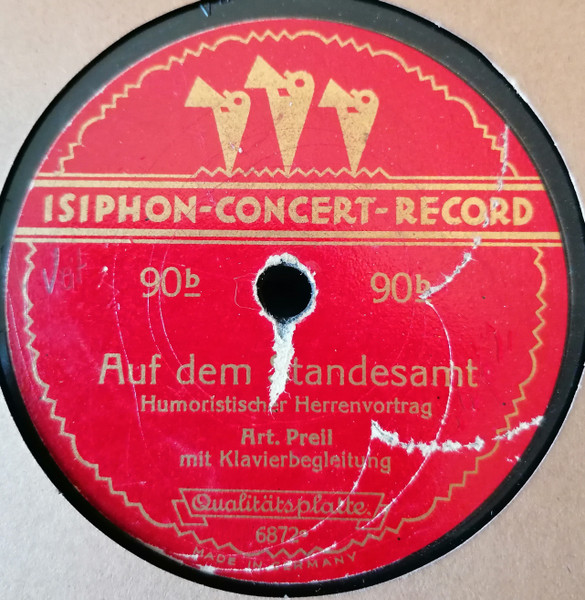 ISIPHON-CONCERT-RECORD
90b 90b
Auf dem Standesamt
Humoristischer Herrenvortrag
Art. Preil
mit Klavierbegleitung
Qualitätsplatte.
6872
MADE IN GERMANY